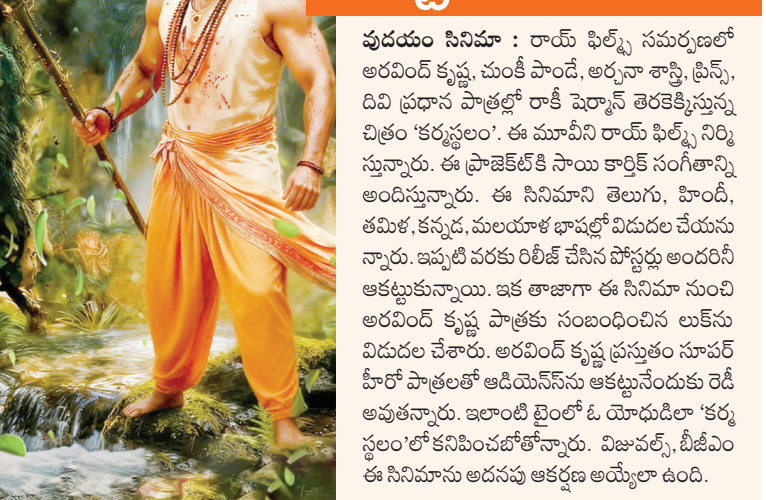 వుదయం సినిమా : రాయ్ ఫిల్మ్స్ సమర్పణలో
అరవింద్ కృష్ణ, చుంకీ పాండే, అర్చనా శాస్త్రి, ప్రిన్స్,
దివి ప్రధాన పాత్రల్లో రాకీ షెర్మాన్ తెరకెక్కిస్తున్న
చిత్రం ‘కర్మస్థలం’. ఈ మూవీని రాయ్ ఫిల్మ్స్ నిర్మి
స్తున్నారు. ఈ ప్రాజెక్ట్‌కి సాయి కార్తిక్ సంగీతాన్ని
అందిస్తున్నారు. ఈ సినిమాని తెలుగు, హిందీ,
తమిళ, కన్నడ, మలయాళ భాషల్లో విడుదల చేయను
న్నారు. ఇప్పటి వరకు రిలీజ్ చేసిన పోస్టర్లు అందరినీ
ఆకట్టుకున్నాయి. ఇక తాజాగా ఈ సినిమా నుంచి
అరవింద్ కృష్ణ పాత్రకు సంబంధించిన లుక్‌ను
విడుదల చేశారు. అరవింద్ కృష్ణ ప్రస్తుతం సూపర్
హీరో పాత్రలతో ఆడియెన్స్‌ను ఆకట్టునేందుకు రెడీ
అవుతన్నారు. ఇలాంటి టైంలో ఓ యోధుడిలా ‘కర్మ
స్థలం’లో కనిపించబోతోన్నారు. విజువల్స్, బీజీఎం
ఈ సినిమాను అదనపు ఆకర్షణ అయ్యేలా ఉంది.